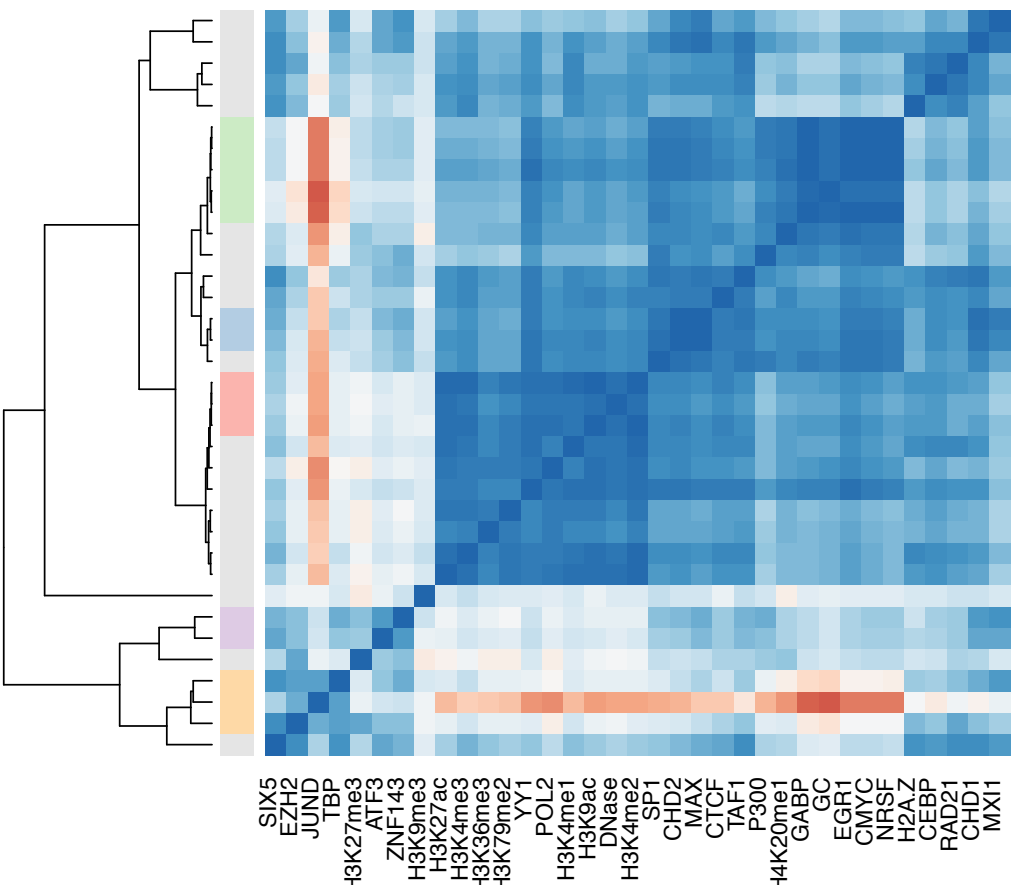 SIX5
EZH2
JUND
TBP
H3K27me3
ATF3
ZNF143
H3K9me3
H3K27ac
H3K4me3
H3K36me3
H3K79me2
YY1
POL2
H3K4me1
H3K9ac
DNase
H3K4me2
SP1
CHD2
MAX
CTCF
TAF1
P300
H4K20me1
GABP
GC
EGR1
CMYC
NRSF
H2A.Z
CEBP
RAD21
CHD1
MXI1